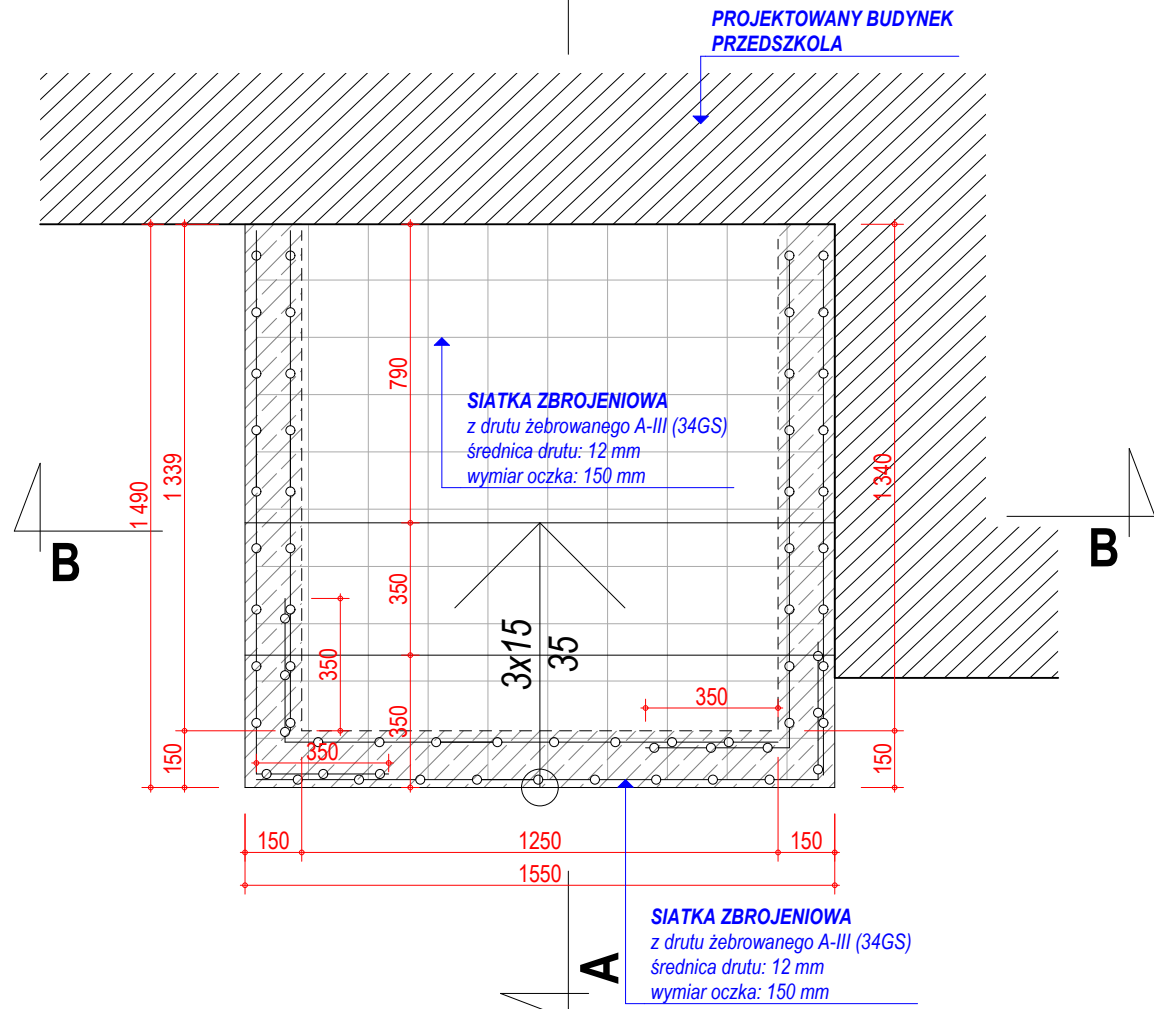 PROJEKTOWANY BUDYNEK
PRZEDSZKOLA
790
SIATKA ZBROJENIOWA
z drutu żebrowanego A-III (34GS)
średnica drutu: 12 mm
wymiar oczka: 150 mm
1 490
1 339
1 340
B
B
350
350
3x15
35
350
350
350
150
150
150
1250
150
1550
SIATKA ZBROJENIOWA
z drutu żebrowanego A-III (34GS)
średnica drutu: 12 mm
wymiar oczka: 150 mm
A